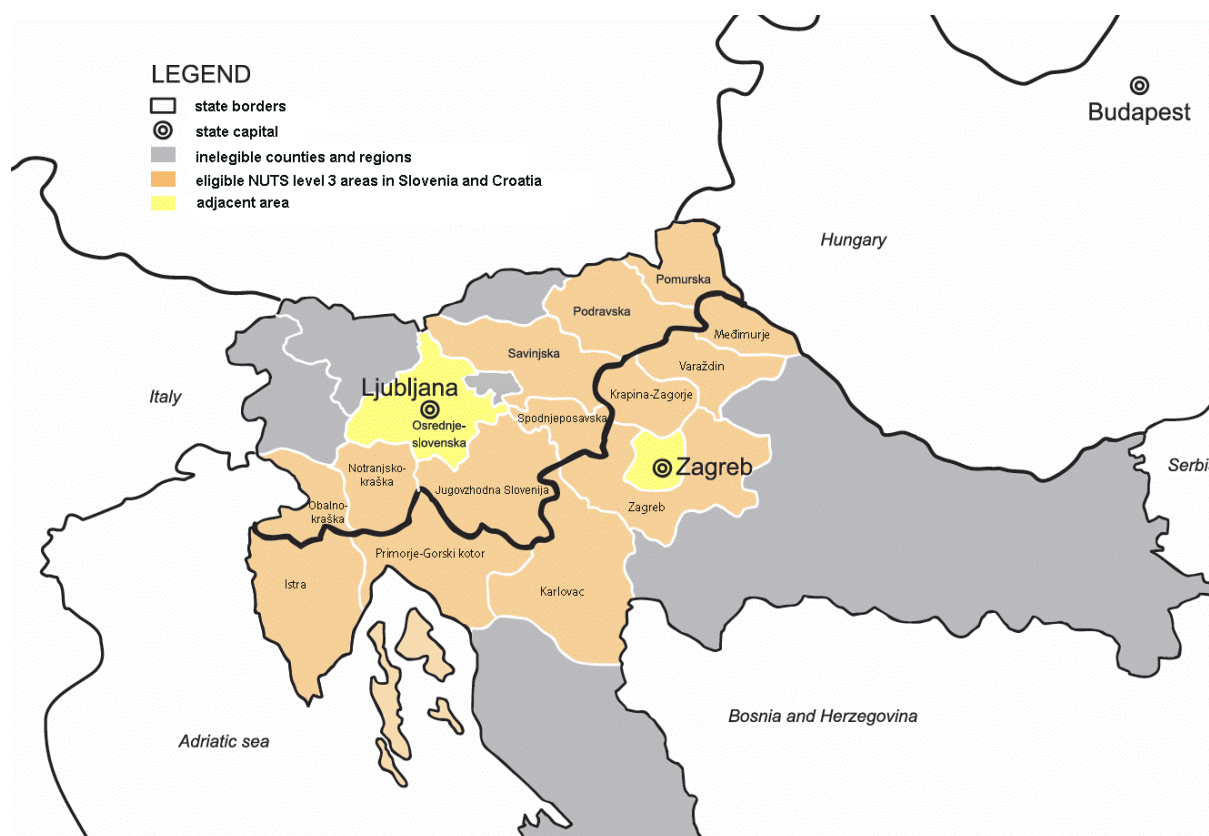 LEGEND
state borders
state capital
inelegible counties and regions
eligible NUTS level 3 areas in Slovenia and Croatia
adjacent area
Budapest
Hungary
Pomurska
Podravska
Međimurje
Savinjska
Varaždin
Italy
Ljubljana
Krapina-Zagorje
Osrednje-
slovenska
Spodnjeposavska
Zagreb
Serbia
Notranjsko-
kraška
Jugovzhodna Slovenija
Obalno-
kraška
Zagreb
Primorje-Gorski kotor
Istra
Karlovac
Bosnia and Herzegovina
Adriatic sea